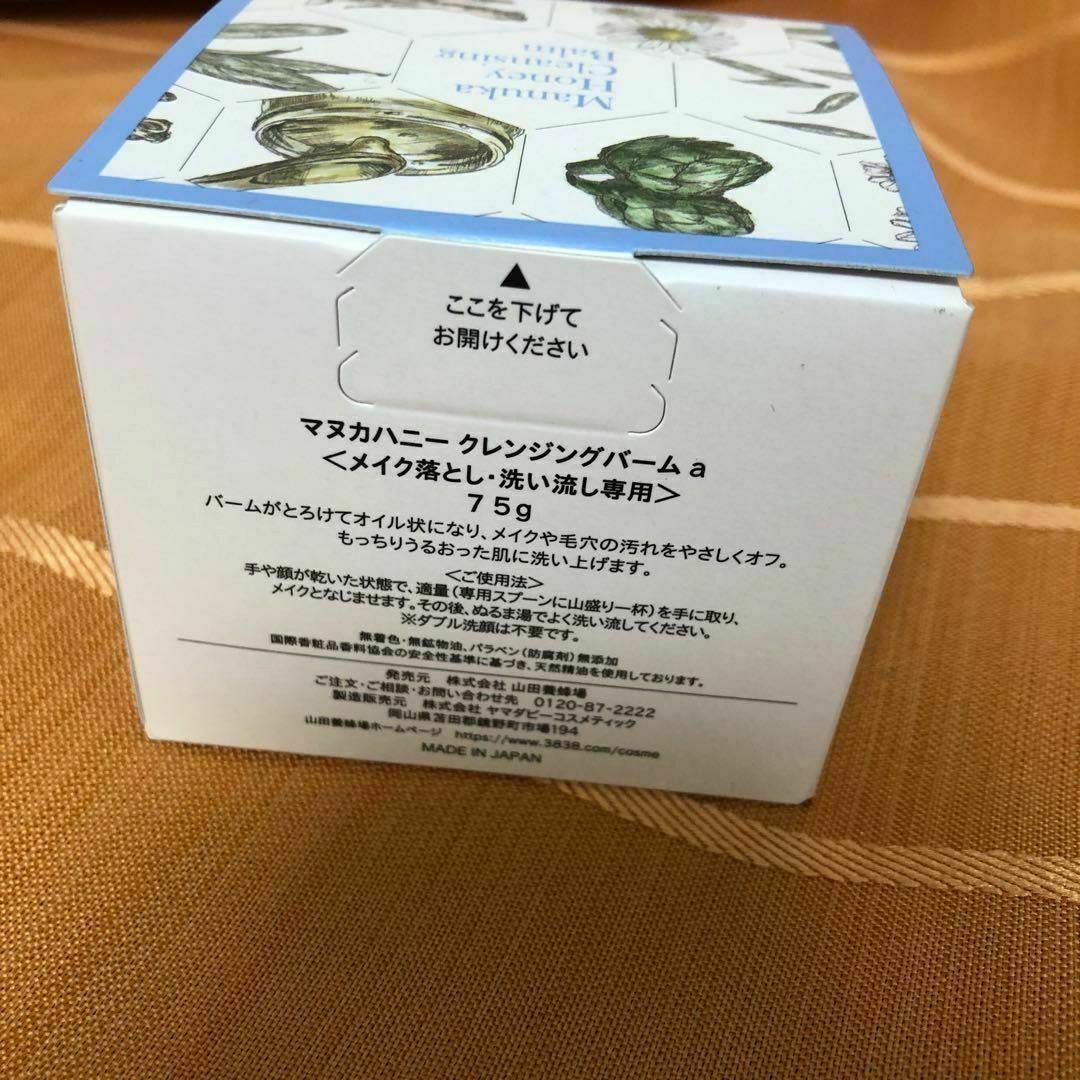 Manuka
Honey
Cleansing
Balm
▲
ここを下げて
お開けください
マヌカハニー クレンジングバーム a
＜メイク落とし・洗い流し専用＞
75g
バームがとろけてオイル状になり、メイクや毛穴の汚れをやさしくオフ。
もっちりうるおった肌に洗い上げます。
＜ご使用法＞
手や顔が乾いた状態で、適量（専用スプーンに山盛り一杯）を手に取り、
メイクとなじませます。その後、ぬるま湯でよく洗い流してください。
※ダブル洗顔は不要です。
無着色・無鉱物油、パラベン（防腐剤）無添加
国際香粧品香料協会の安全性基準に基づき、天然精油を使用しております。
発売元 株式会社 山田養蜂場
ご注文・ご相談・お問い合わせ先 0120-87-2222
製造販売元 株式会社 ヤマダビーコスメティック
岡山県苫田郡鏡野町市場194
山田養蜂場ホームページ https://www.3838.com/cosme
MADE IN JAPAN